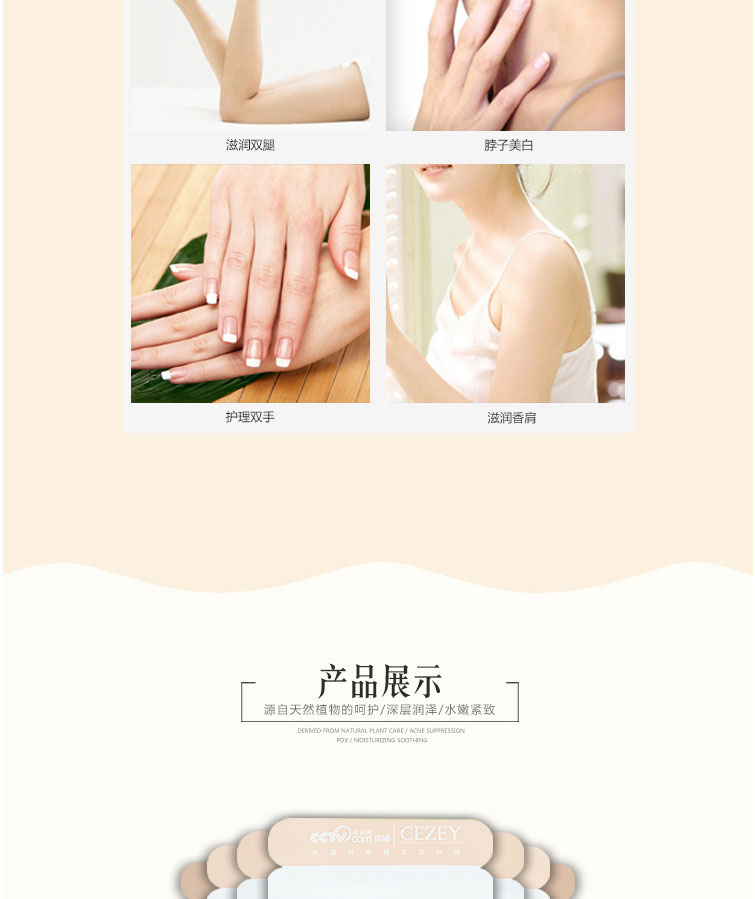 滋润双腿
脖子美白
护理双手
滋润香肩
产品展示
源自天然植物的呵护/深层润泽/水嫩紧致
DERIVED FROM NATURAL PLANT CARE / ACNE SUPPRESSION
PDX / MOISTURIZING SOOTHING
CCTV com 商城 CEZEY